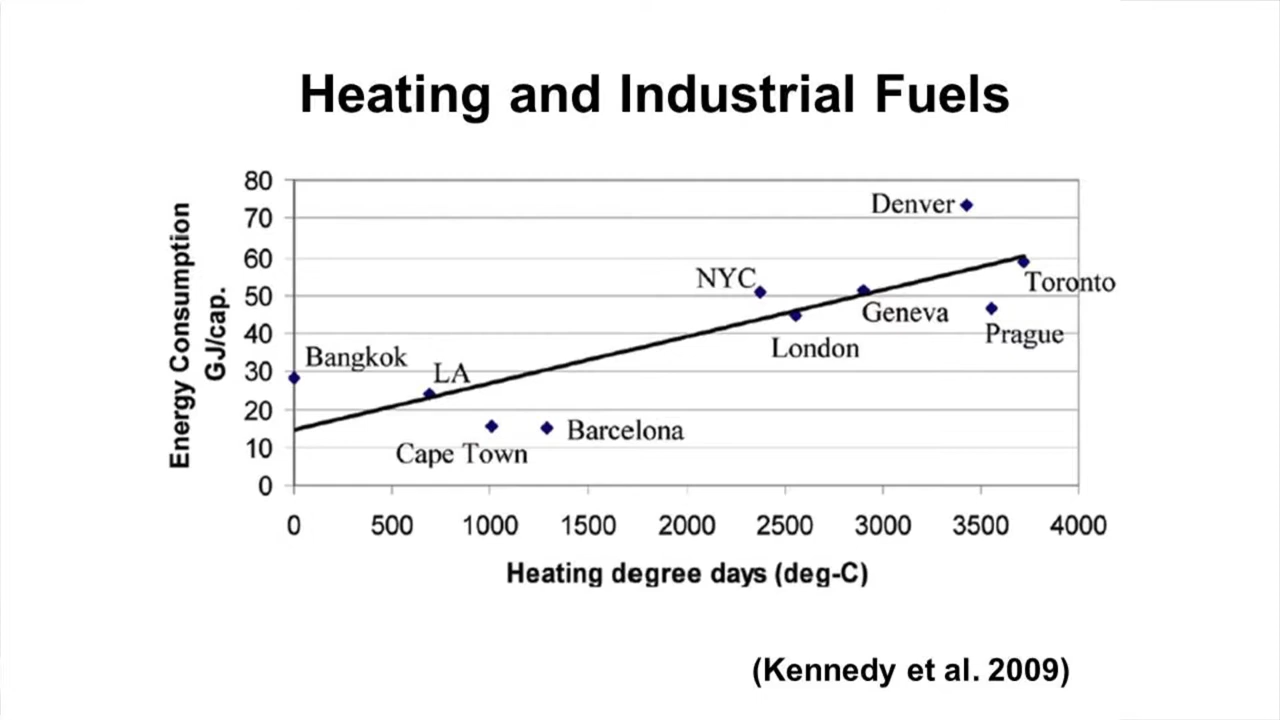 Heating and Industrial Fuels
Energy Consumption
GJ/cap.
80
70
60
50
40
30
20
10
0
Denver
NYC
Toronto
Geneva
Prague
London
Bangkok
LA
Barcelona
Cape Town
0 500 1000 1500 2000 2500 3000 3500 4000
Heating degree days (deg-C)
(Kennedy et al. 2009)